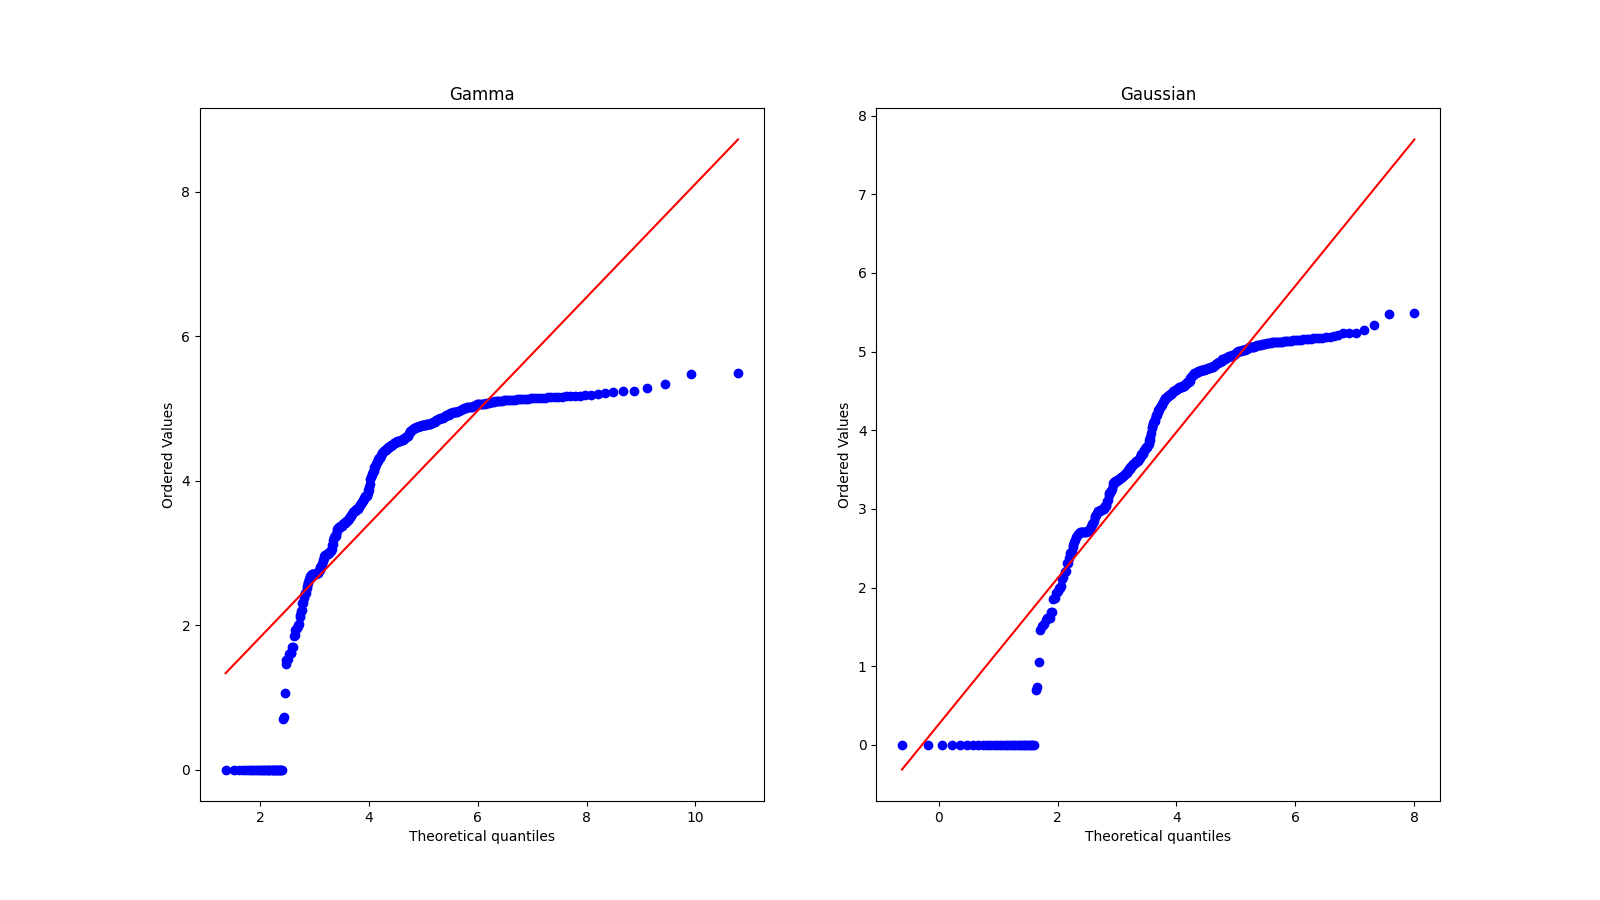 Gamma
Ordered Values
8
6
4
2
0
2 4 6 8 10
Theoretical quantiles
Gaussian
Ordered Values
8
7
6
5
4
3
2
1
0
0 2 4 6 8
Theoretical quantiles